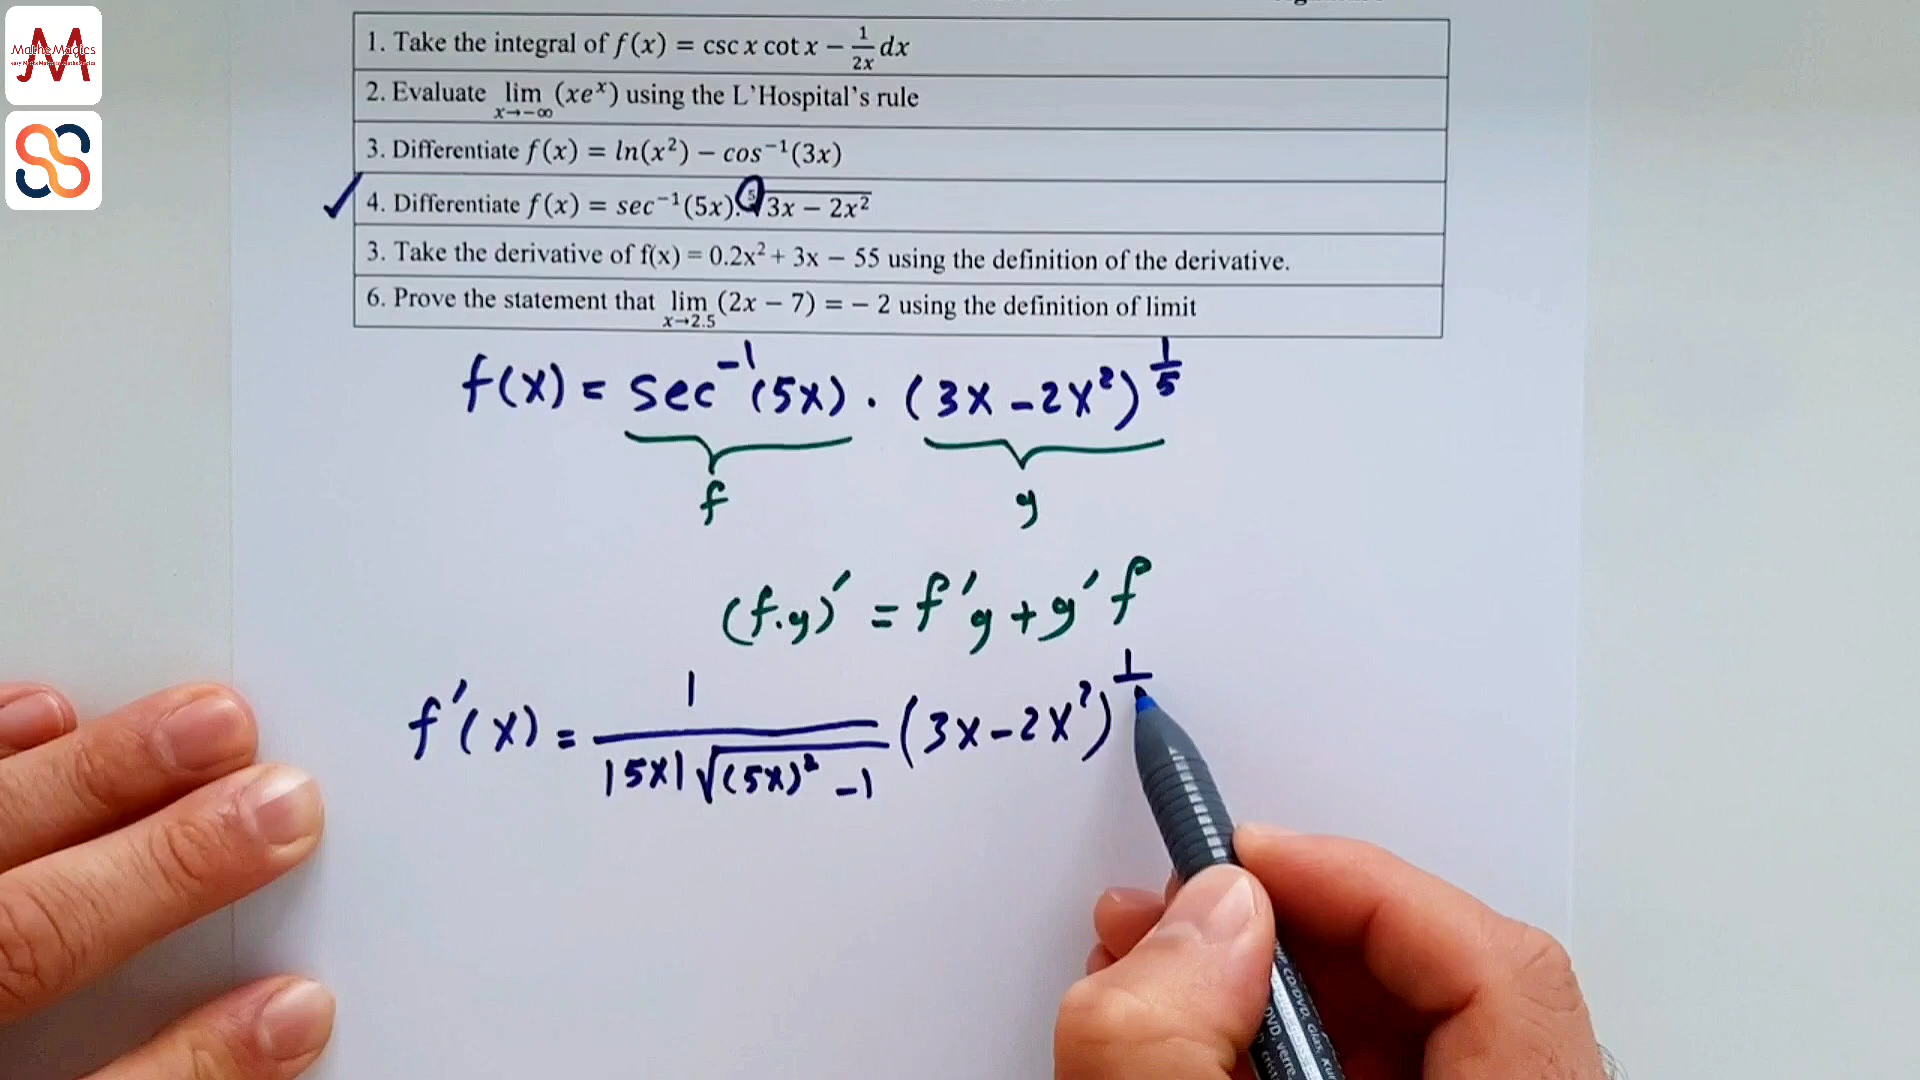 MatheMagics
1. Take the integral of f(x) = csc x cot x − 1/2x dx
2. Evaluate lim x→−∞ (xeˣ) using the L'Hospital's rule
3. Differentiate f(x) = ln(x²) − cos⁻¹(3x)
4. Differentiate f(x) = sec⁻¹(5x). ⁵√3x − 2x²
3. Take the derivative of f(x) = 0.2x² + 3x − 55 using the definition of the derivative.
6. Prove the statement that lim x→2.5 (2x − 7) = − 2 using the definition of limit
f(x) = sec⁻¹(5x) · (3x − 2x²)^1/5
f g
(f.g)' = f'g + g'f
f'(x) = 1/|5x|√(5x)² − 1 (3x − 2x²)^1/